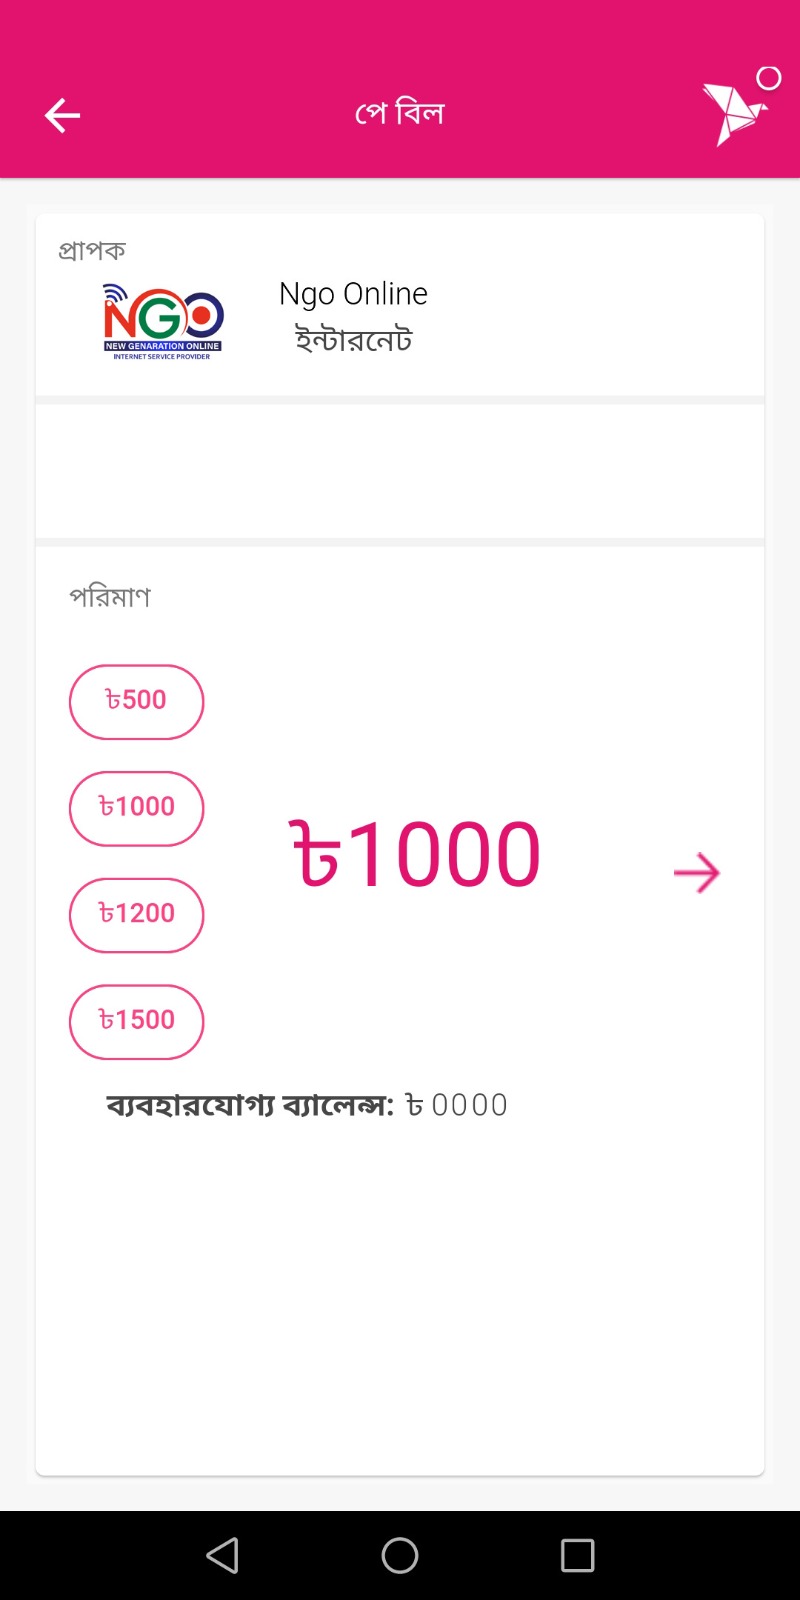 পে বিল
প্রাপক
NGO
NEW GENARATION ONLINE
INTERNET SERVICE PROVIDER
Ngo Online
ইন্টারনেট
পরিমাণ
৳500
৳1000
৳1200
৳1500
৳1000
ব্যবহারযোগ্য ব্যালেন্স: ৳ 0000